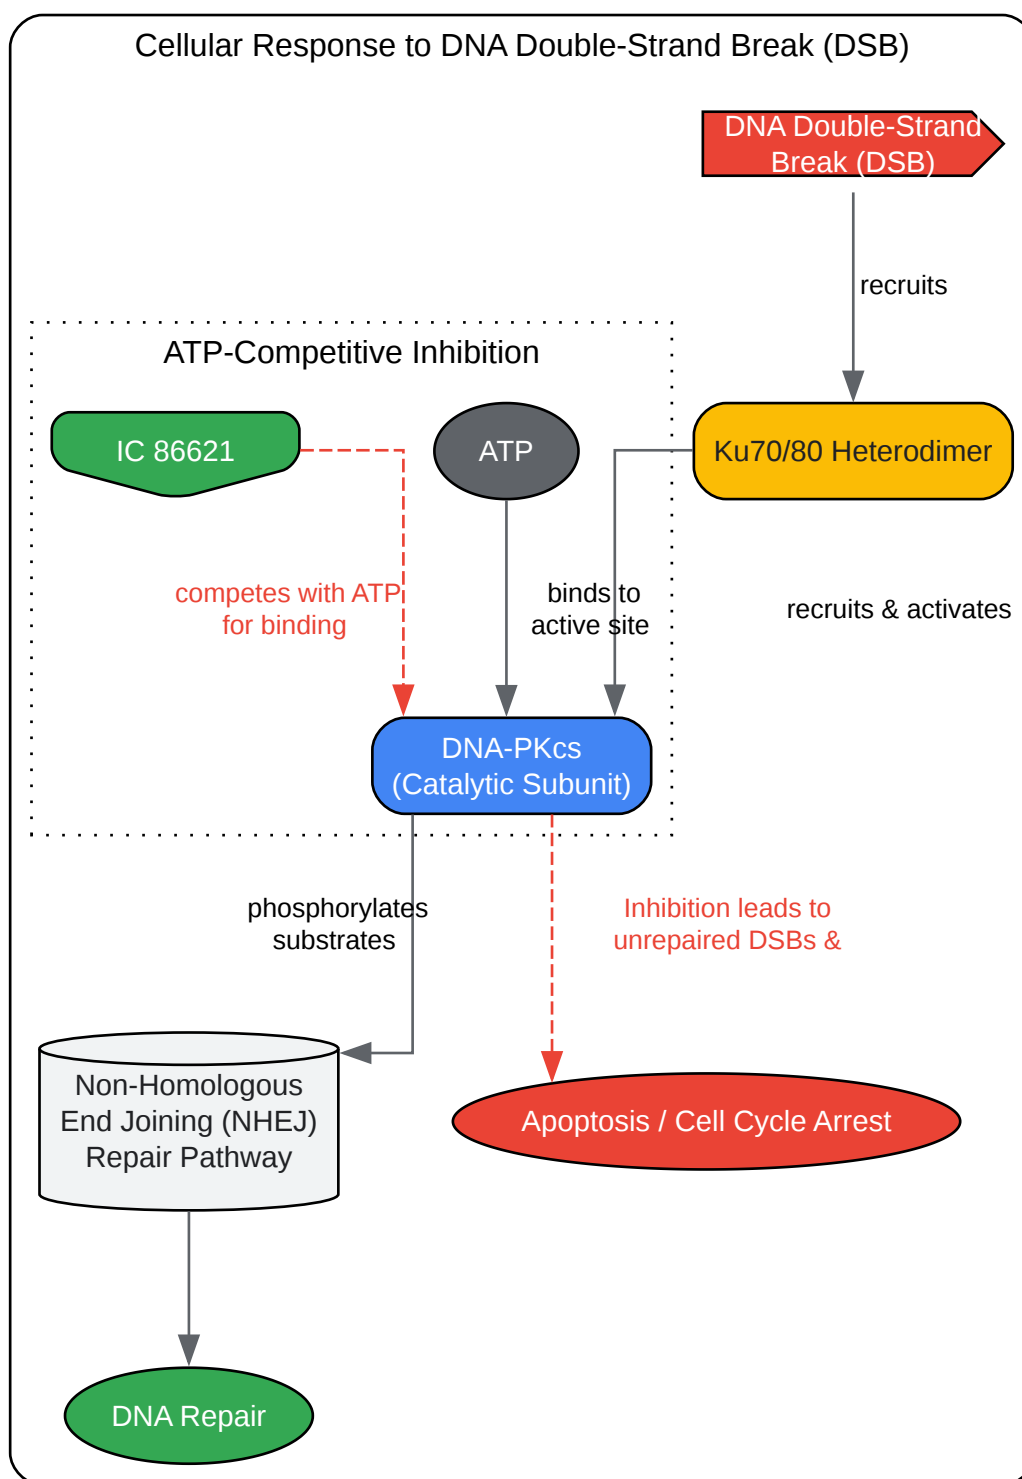 Cellular Response to DNA Double-Strand Break (DSB)
DNA Double-Strand
Break (DSB)
recruits
ATP-Competitive Inhibition
IC 86621
ATP
Ku70/80 Heterodimer
competes with ATP
for binding
binds to
active site
recruits & activates
DNA-PKcs
(Catalytic Subunit)
phosphorylates
substrates
Inhibition leads to
unrepaired DSBs &
Non-Homologous
End Joining (NHEJ)
Repair Pathway
Apoptosis / Cell Cycle Arrest
DNA Repair